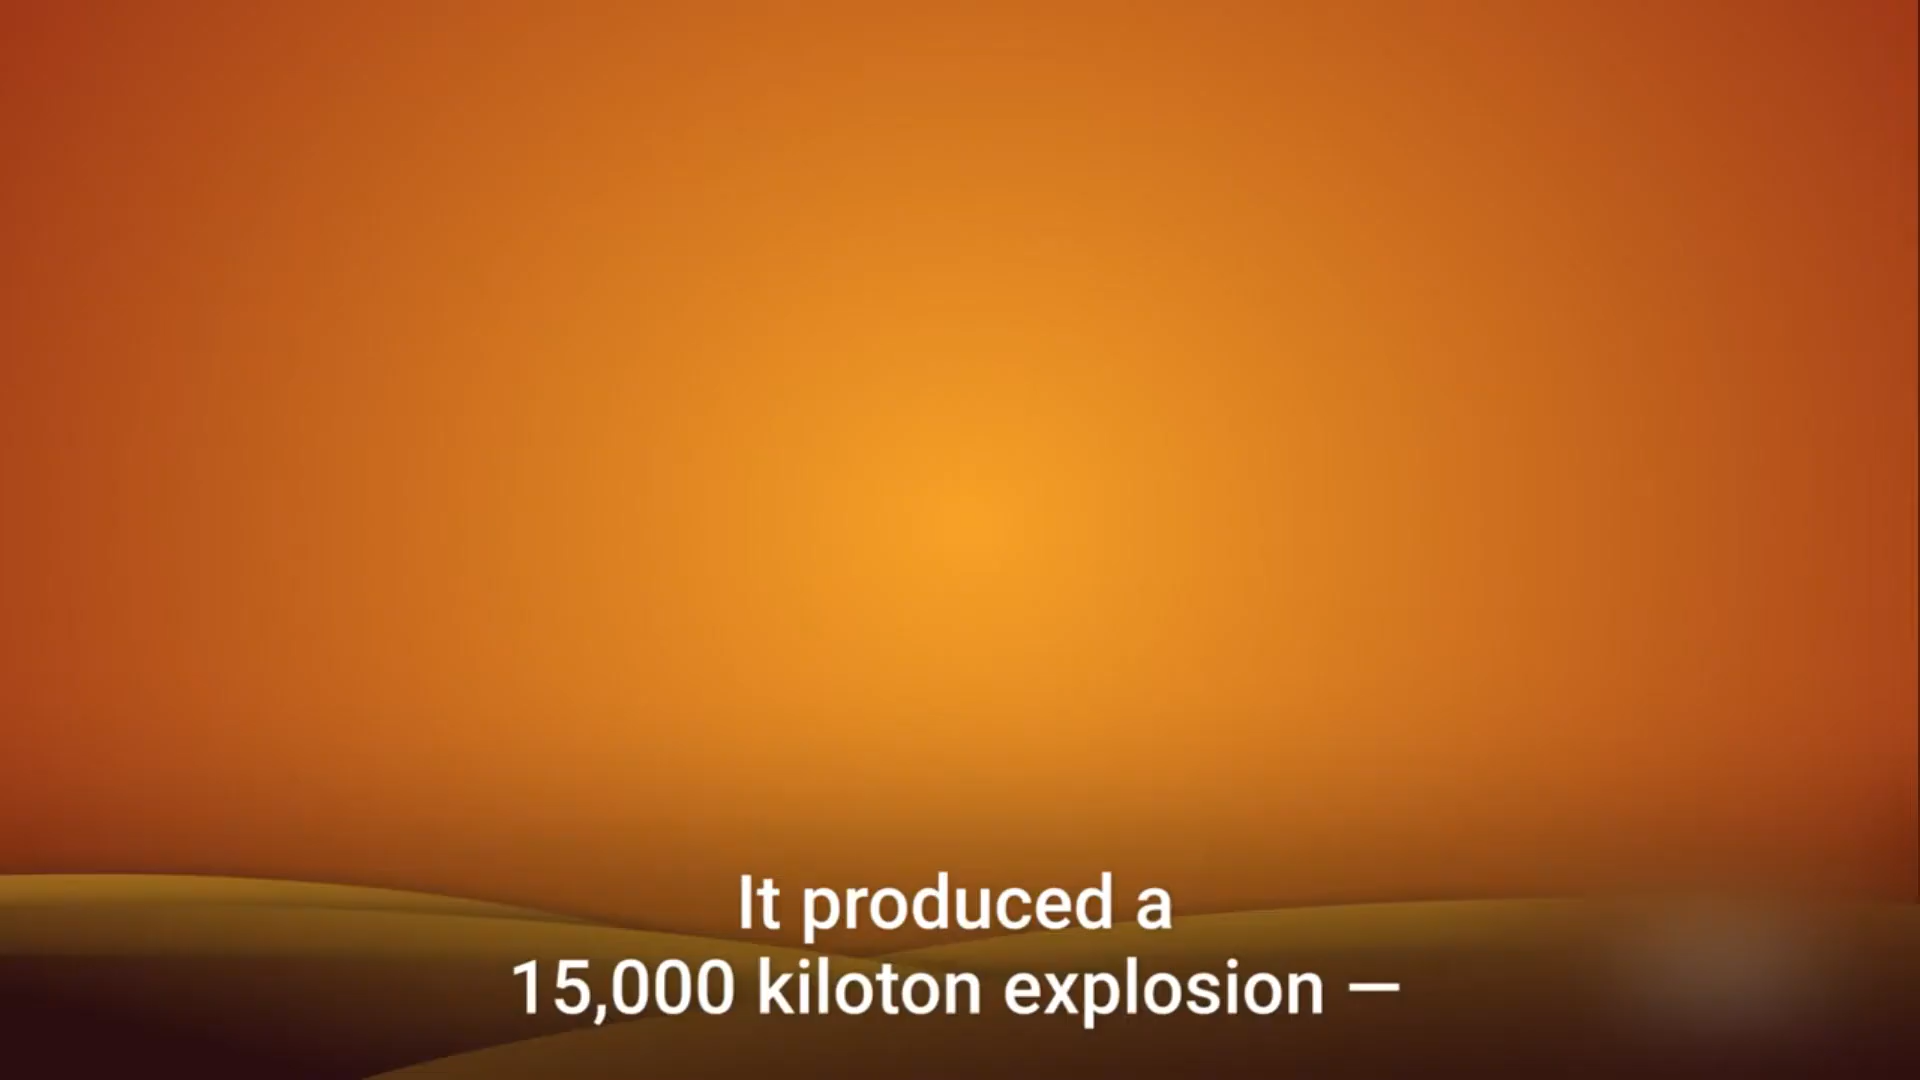 It produced a
15,000 kiloton explosion —